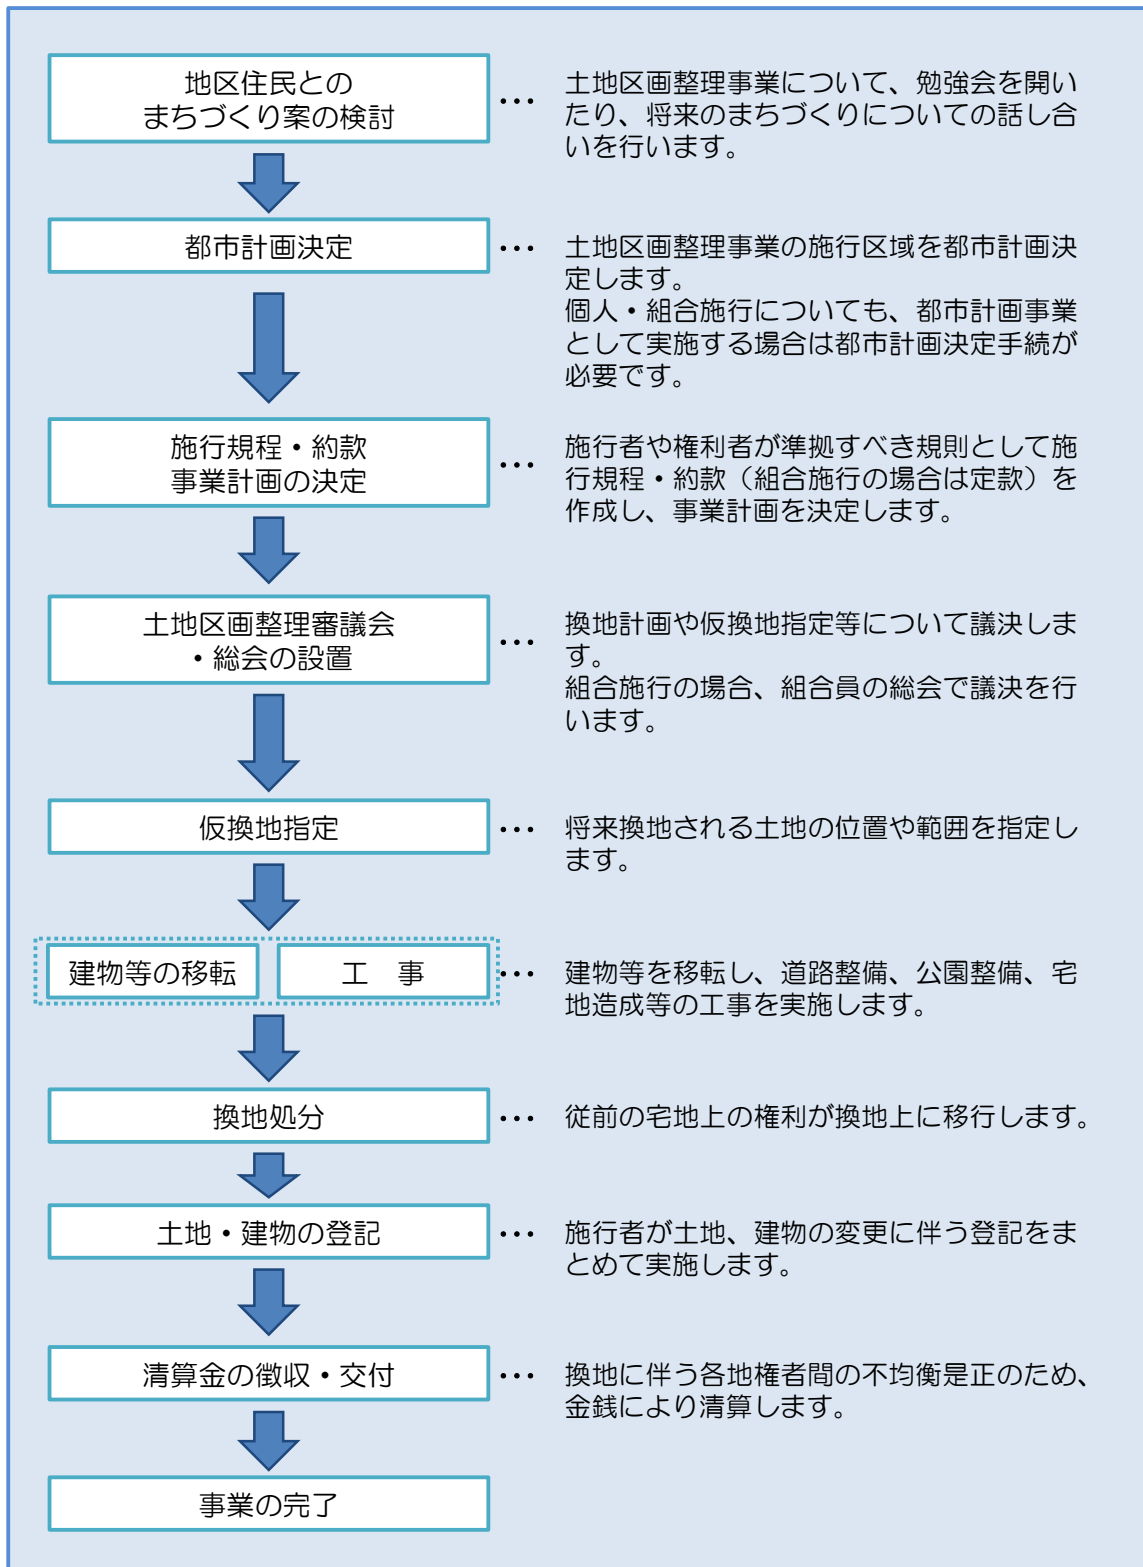 地区住民との
まちづくり案の検討
… 土地区画整理事業について、勉強会を開い
たり、将来のまちづくりについての話し合
いを行います。
都市計画決定
… 土地区画整理事業の施行区域を都市計画決
定します。
個人・組合施行についても、都市計画事業
として実施する場合は都市計画決定手続が
必要です。
施行規程・約款
事業計画の決定
… 施行者や権利者が準拠すべき規則として施
行規程・約款（組合施行の場合は定款）を
作成し、事業計画を決定します。
土地区画整理審議会
・総会の設置
… 換地計画や仮換地指定等について議決しま
す。
組合施行の場合、組合員の総会で議決を行
います。
仮換地指定
… 将来換地される土地の位置や範囲を指定し
ます。
建物等の移転
工　事
… 建物等を移転し、道路整備、公園整備、宅
地造成等の工事を実施します。
換地処分
… 従前の宅地上の権利が換地上に移行します。
土地・建物の登記
… 施行者が土地、建物の変更に伴う登記をま
とめて実施します。
清算金の徴収・交付
… 換地に伴う各地権者間の不均衡是正のため、
金銭により清算します。
事業の完了